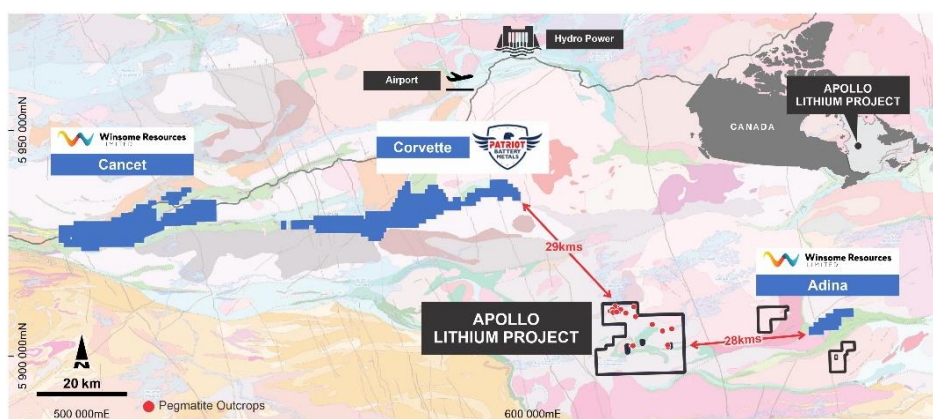 Hydro Power
Airport
APOLLO
LITHIUM PROJECT
CANADA
5 950 000mN
Winsome Resources
LIMITED
Cancet
Corvette
PATRIOT
BATTERY
METALS
29kms
Winsome Resources
LIMITED
Adina
APOLLO
LITHIUM PROJECT
28kms
5 900 000mN
20 km
Pegmatite Outcrops
500 000mE
600 000mE